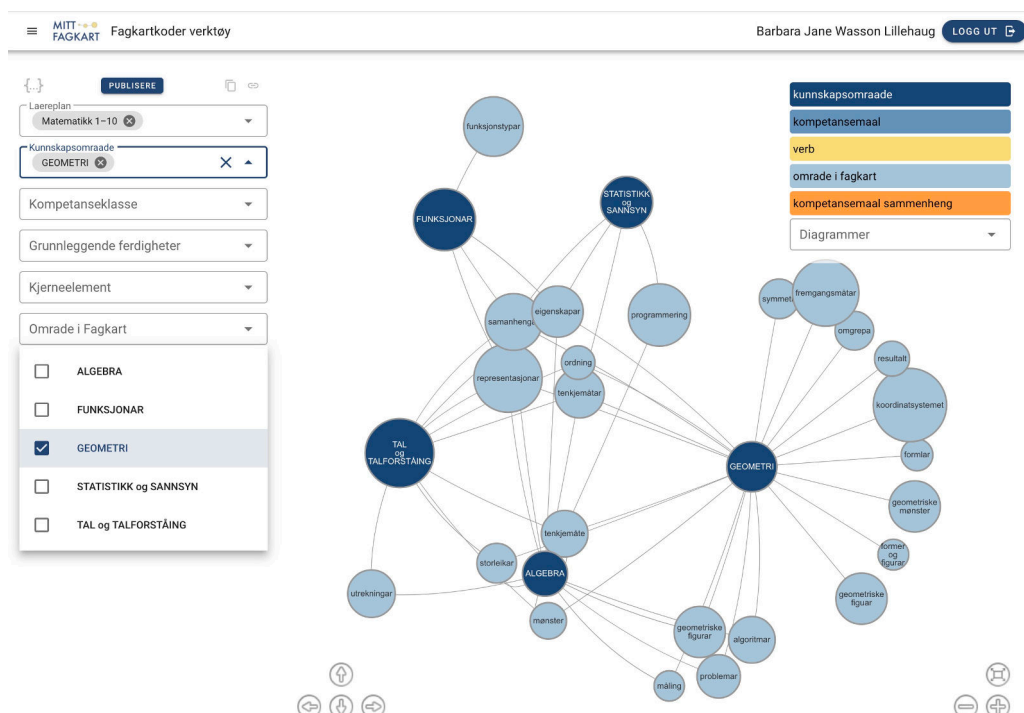 MITT
FAGKART
Fagkartkoder verktøy
Barbara Jane Wasson Lillehaug
LOGG UT
{...}
PUBLISERE
Laereplan
Matematikk 1–10
Kunnskapsomraade
GEOMETRI
Kompetanseklasse
Grunnleggende ferdigheter
Kjerneelement
Omrade i Fagkart
ALGEBRA
FUNKSJONAR
GEOMETRI
STATISTIKK og SANNSYN
TAL og TALFORSTÅING
kunnskapsomraade
kompetansemaal
verb
omrade i fagkart
kompetansemaal sammenheng
Diagrammer
funksjonstypar
FUNKSJONAR
STATISTIKK
og
SANNSYN
samanheng
eigenskapar
programmering
symmetri
fremgangsmåtar
omgrepa
resultalt
ordning
representasjonar
tenkjemåtar
koordinatsystemet
TAL
og
TALFORSTÅING
GEOMETRI
formlar
geometriske
mønster
tenkjemåte
storleikar
ALGEBRA
former
og
figurar
utrekningar
geometriske
figuar
mønster
geometriske
figurar
algoritmar
problemar
måling